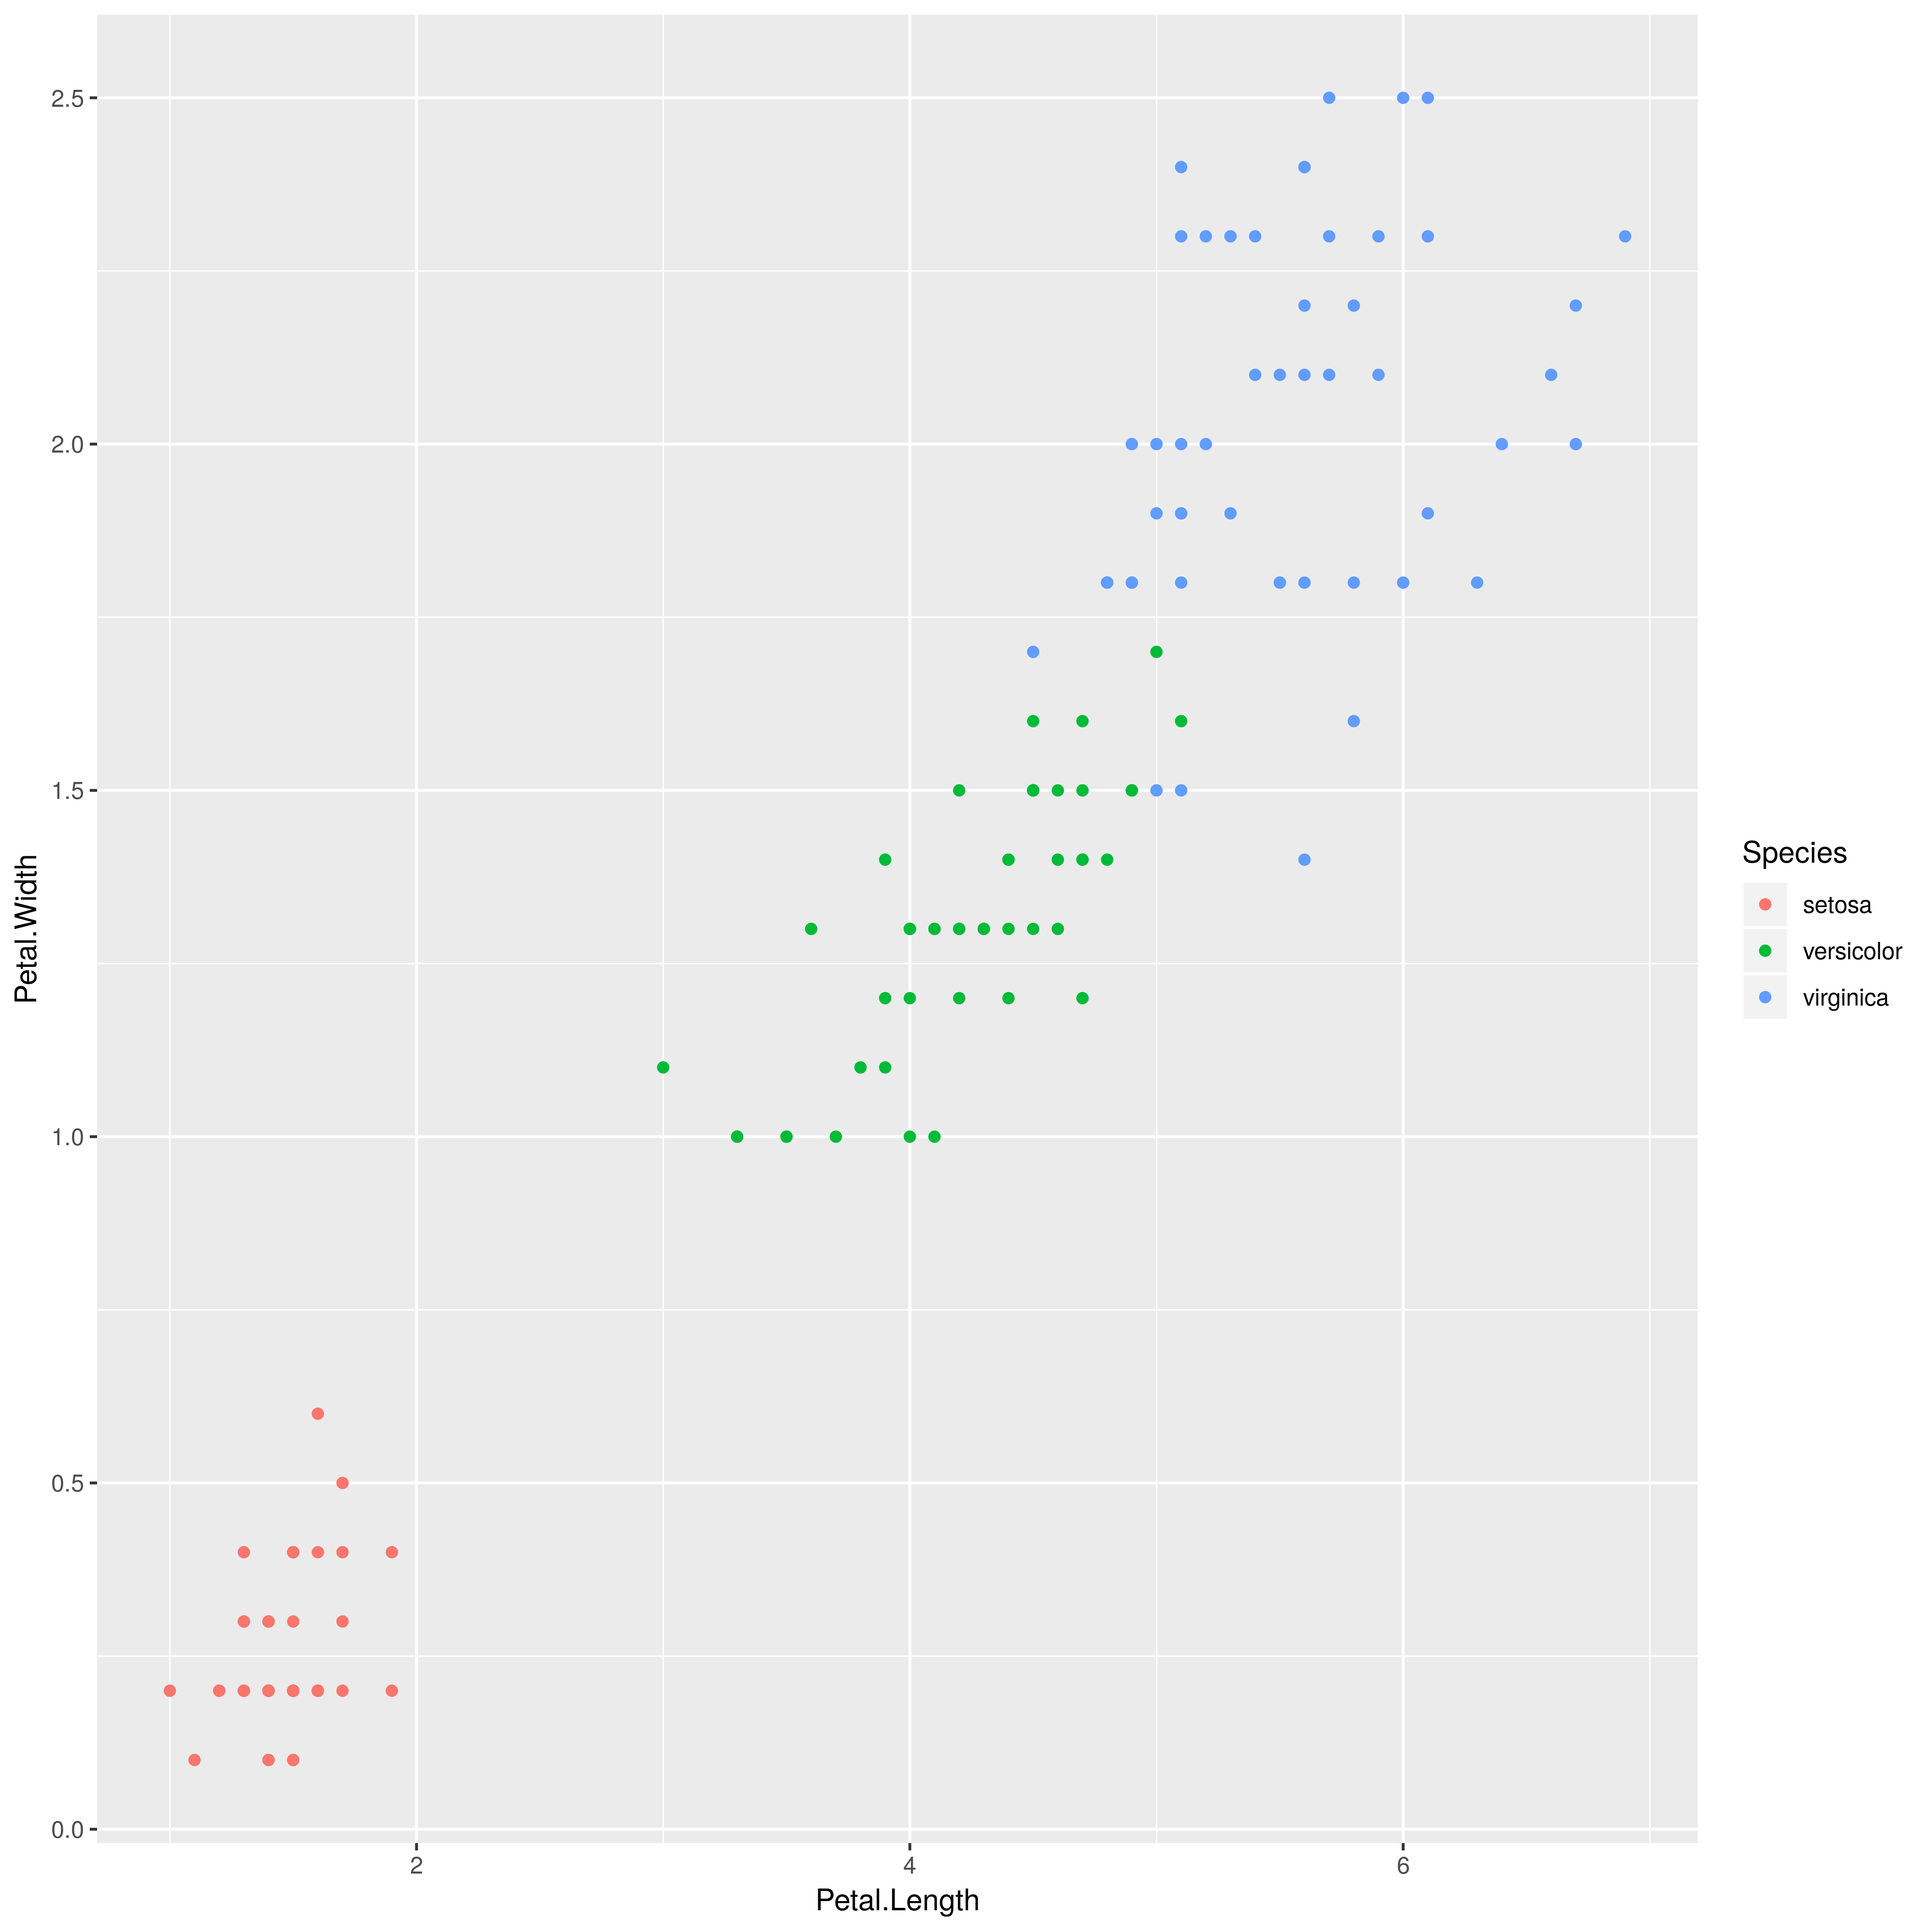 2.5
2.0
1.5
1.0
0.5
0.0
Petal.Width
2 4 6
Petal.Length
Species
setosa
versicolor
virginica